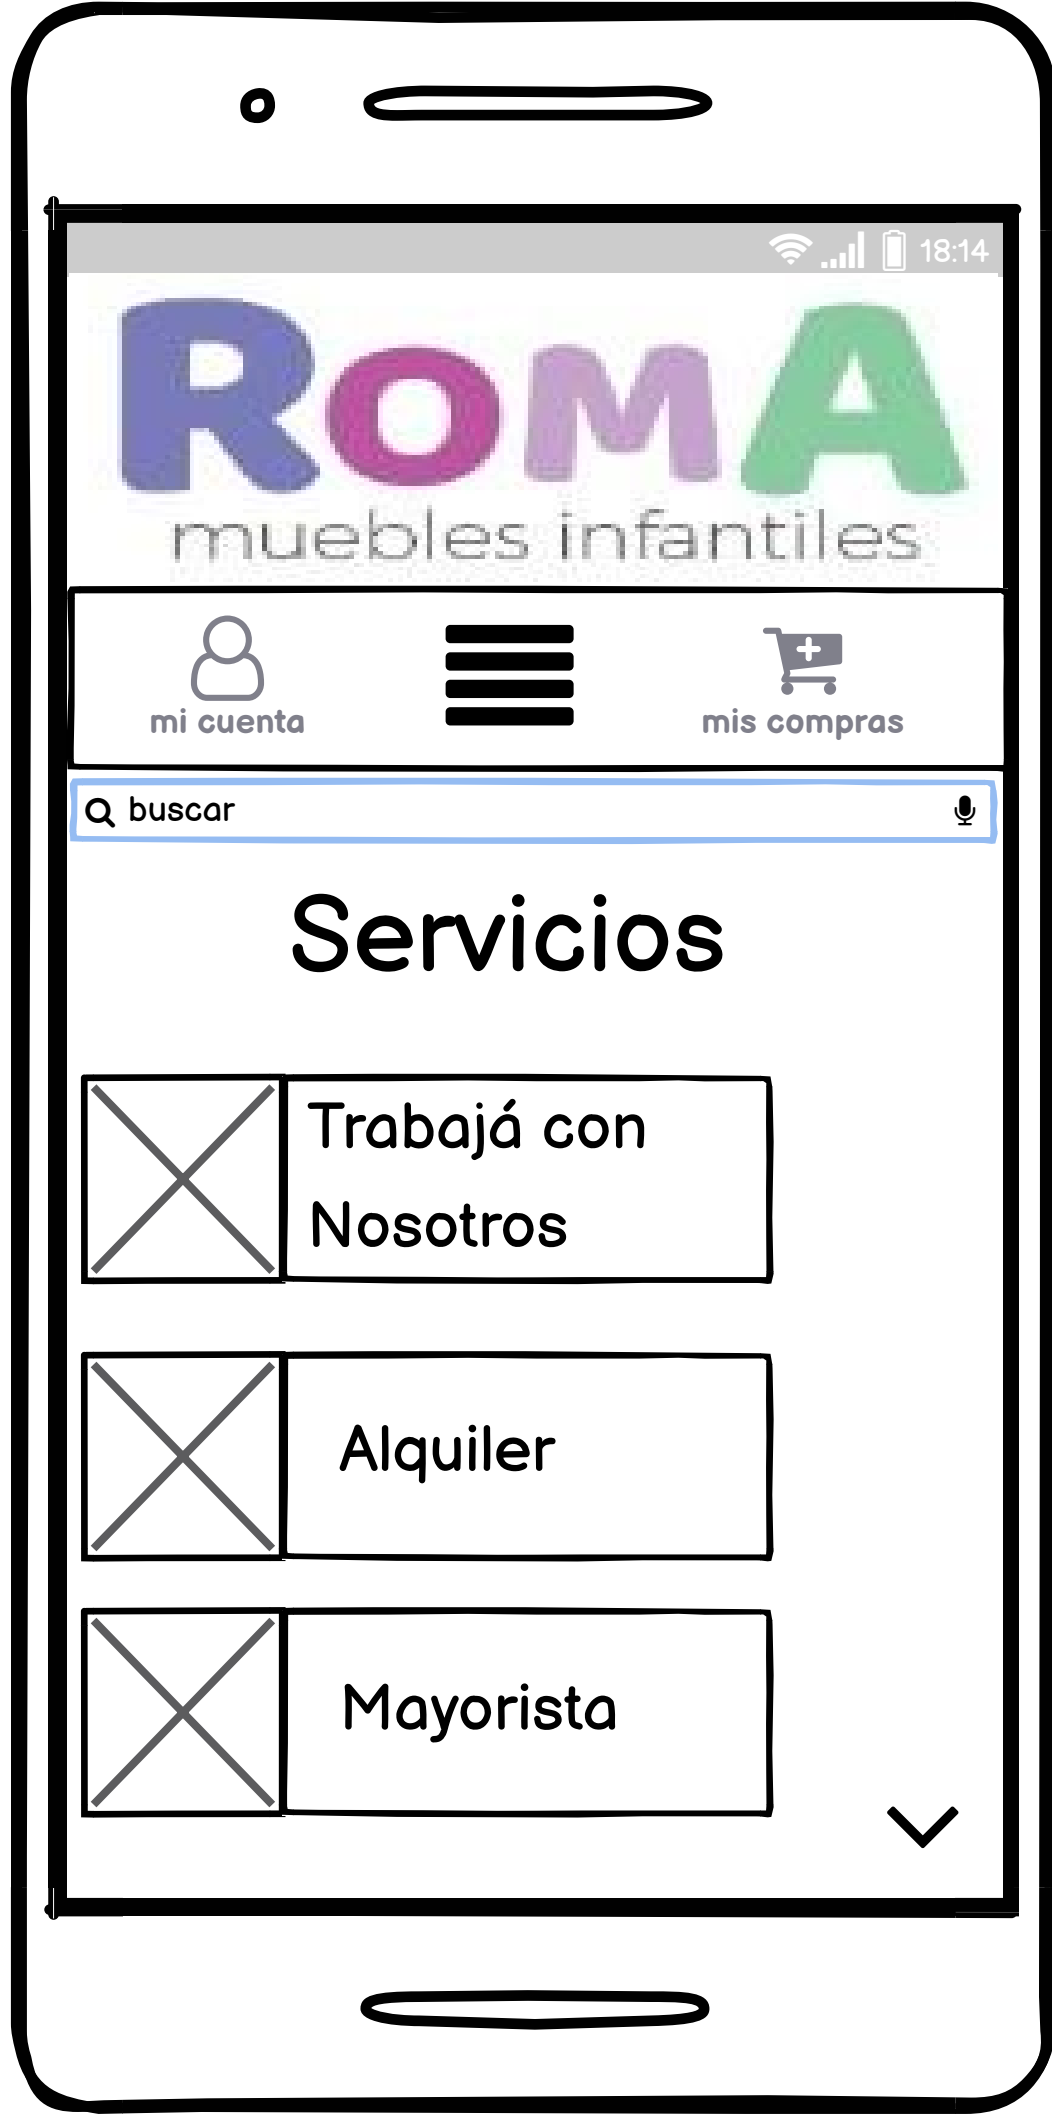 18:14
RomA
muebles infantiles
mi cuenta
mis compras
buscar
Servicios
Trabajá con
Nosotros
Alquiler
Mayorista